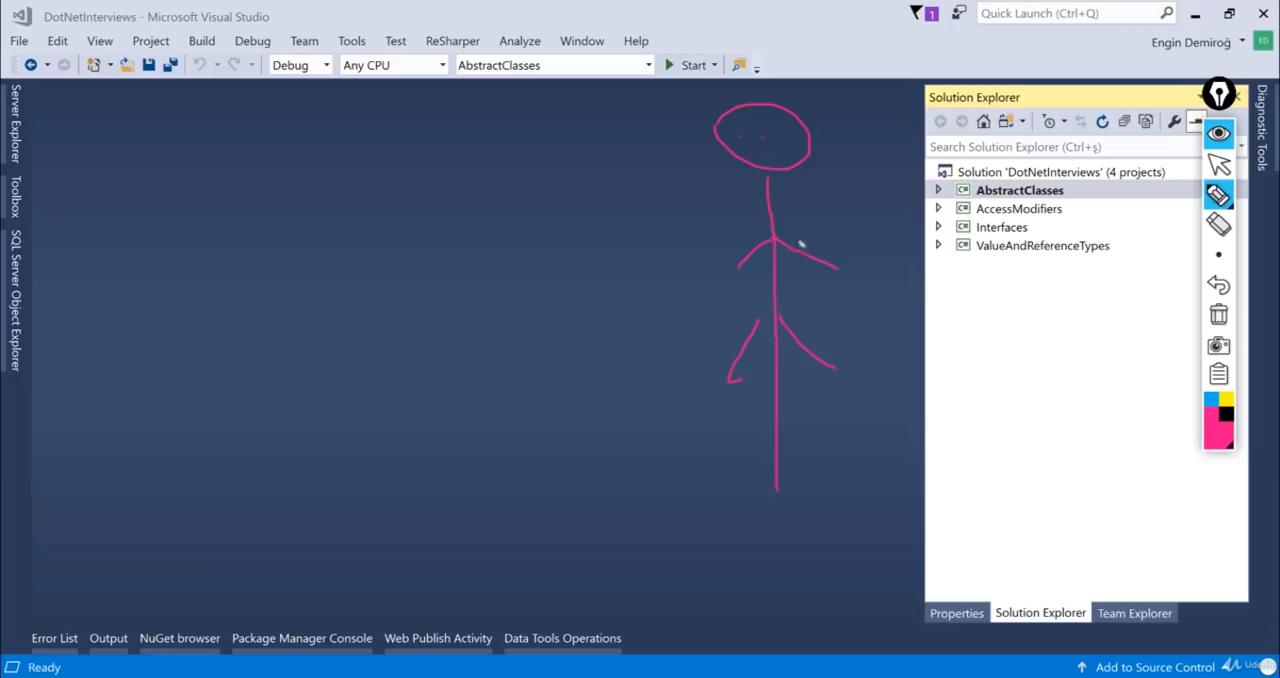 DotNetInterviews - Microsoft Visual Studio
1
Quick Launch (Ctrl+Q)
File Edit View Project Build Debug Team Tools Test ReSharper Analyze Window Help
Engin Demiroğ
ED
Debug Any CPU AbstractClasses Start
Server Explorer
Toolbox
SQL Server Object Explorer
Solution Explorer
Search Solution Explorer (Ctrl+ş)
Solution 'DotNetInterviews' (4 projects)
C# AbstractClasses
C# AccessModifiers
C# Interfaces
C# ValueAndReferenceTypes
Diagnostic Tools
Properties Solution Explorer Team Explorer
Error List Output NuGet browser Package Manager Console Web Publish Activity Data Tools Operations
Ready
Add to Source Control